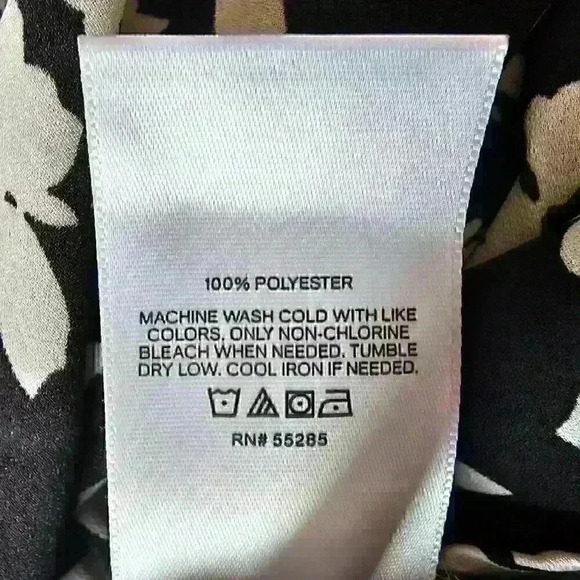 100% POLYESTER
MACHINE WASH COLD WITH LIKE
COLORS. ONLY NON-CHLORINE
BLEACH WHEN NEEDED. TUMBLE
DRY LOW. COOL IRON IF NEEDED.
RN# 55285